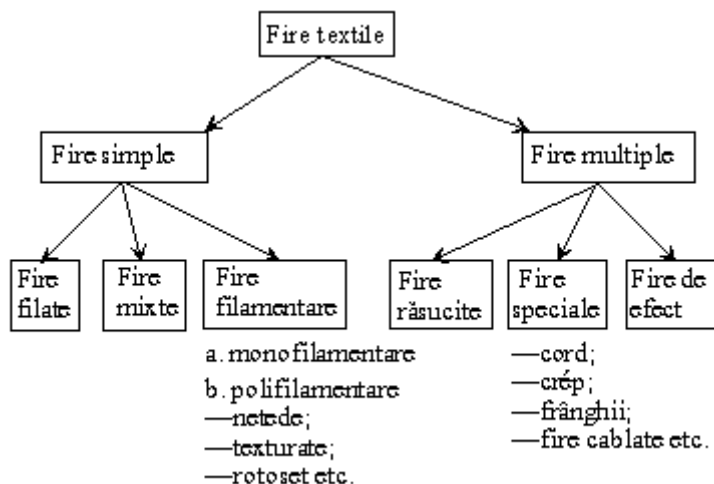 Fire textile
Fire simple
Fire multiple
Fire
filate
Fire
mixte
Fire
filamentare
Fire
răsucite
Fire
speciale
Fire de
efect
a. monofilamentare
b. polifilamentare
—netede;
—texturate;
—rotoset etc.
—cord;
—crép;
—frânghii;
—fire cablate etc.